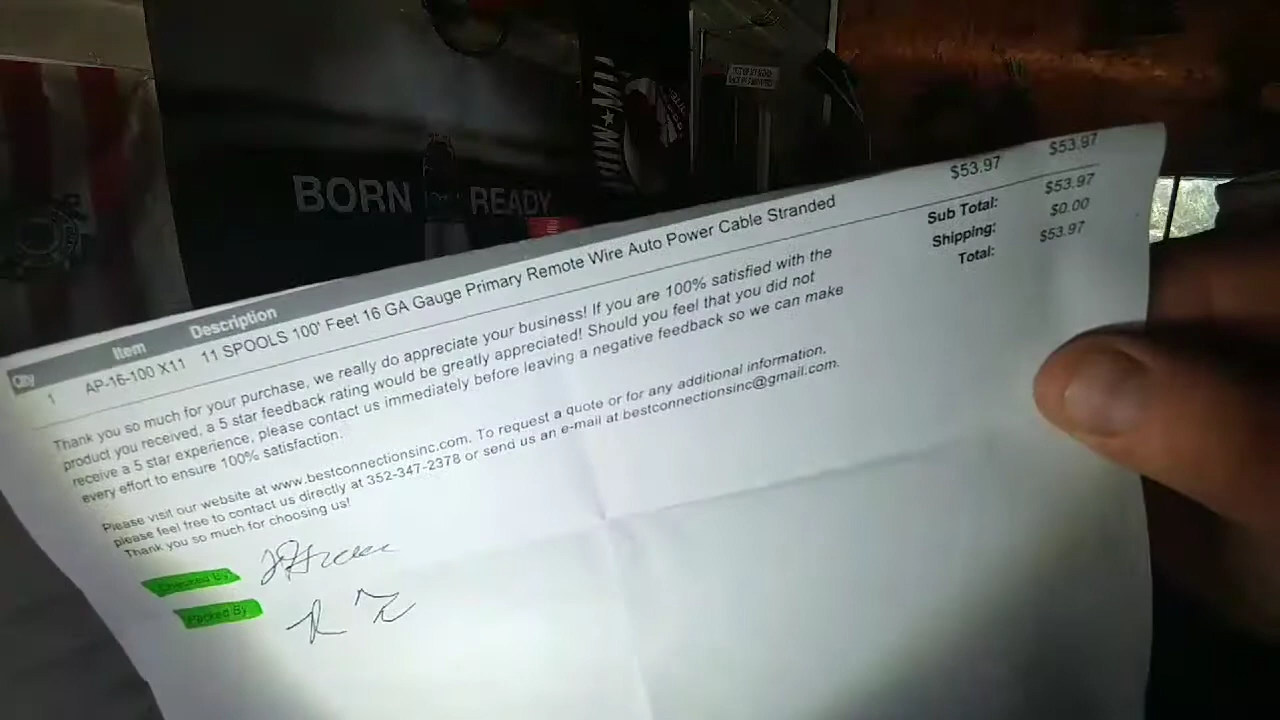 BORN READY
Qty Item Description
1 AP-16-100 X11 11 SPOOLS 100' Feet 16 GA Gauge Primary Remote Wire Auto Power Cable Stranded $53.97 $53.97
Sub Total: $53.97
Shipping: $0.00
Total: $53.97
Thank you so much for your purchase, we really do appreciate your business! If you are 100% satisfied with the
product you received, a 5 star feedback rating would be greatly appreciated! Should you feel that you did not
receive a 5 star experience, please contact us immediately before leaving a negative feedback so we can make
every effort to ensure 100% satisfaction.
Please visit our website at www.bestconnectionsinc.com. To request a quote or for any additional information,
please feel free to contact us directly at 352-347-2378 or send us an e-mail at bestconnectionsinc@gmail.com.
Thank you so much for choosing us!
Checked By
Packed By